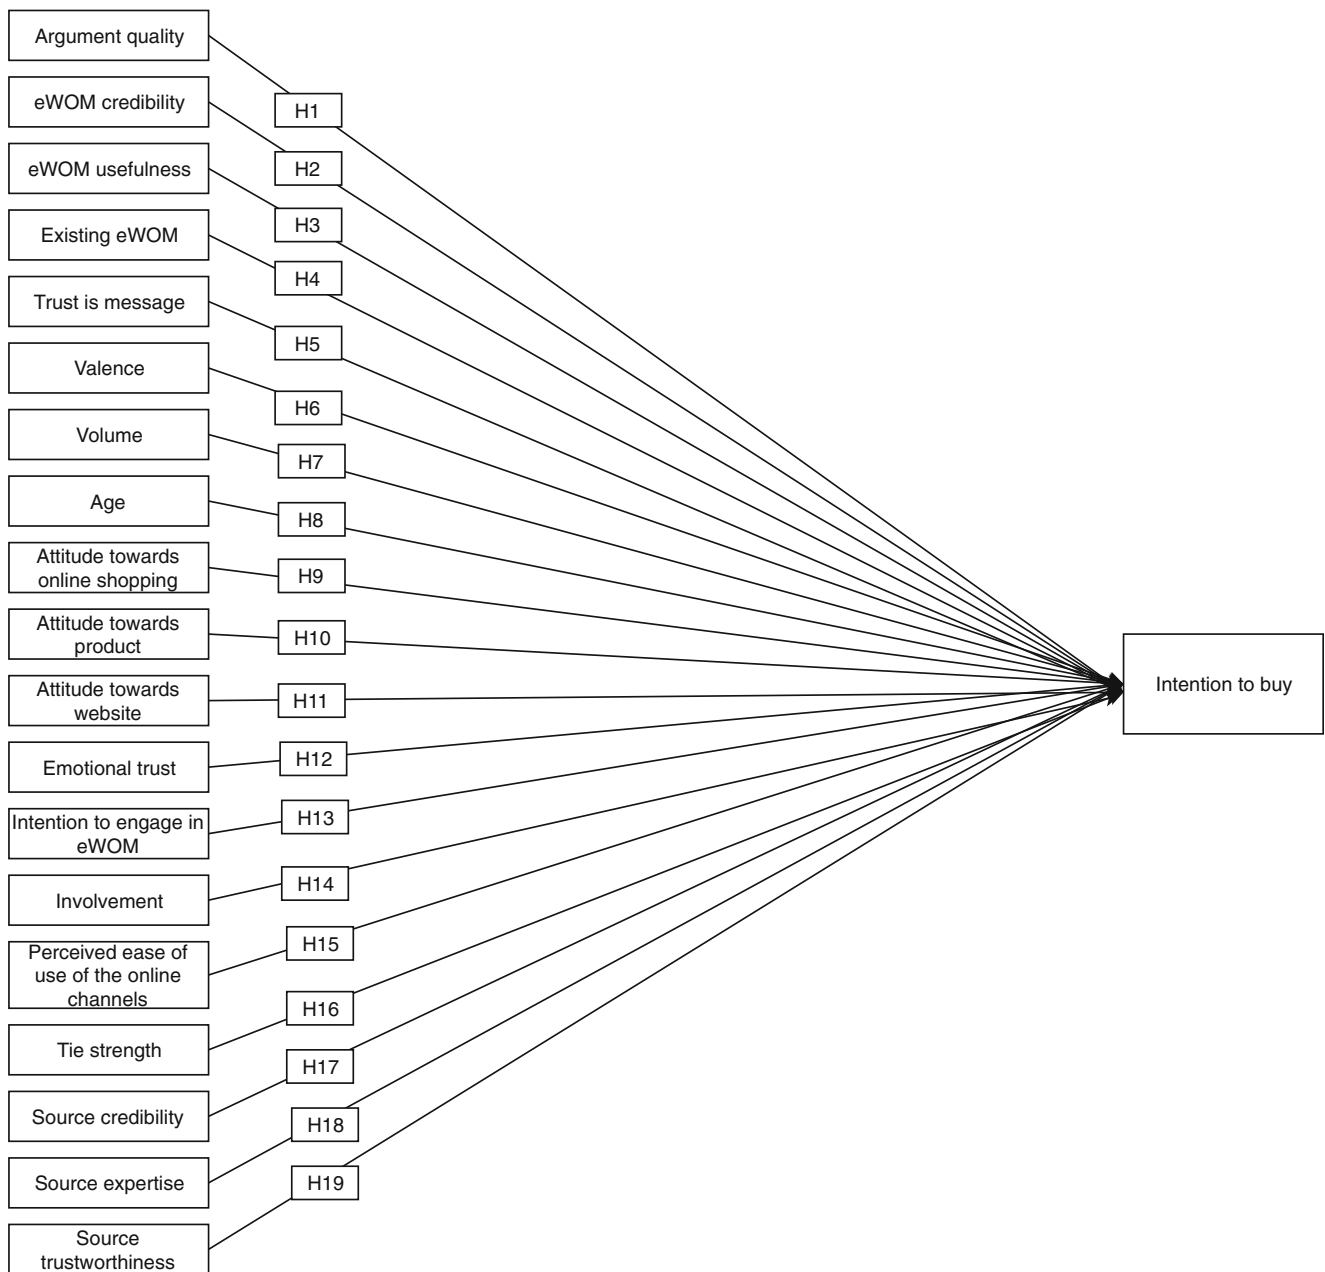 Argument quality
H1
eWOM credibility
H2
eWOM usefulness
H3
Existing eWOM
H4
Trust is message
H5
Valence
H6
Volume
H7
Age
H8
Attitude towards
online shopping
H9
Attitude towards
product
H10
Attitude towards
website
H11
Intention to buy
Emotional trust
H12
Intention to engage in
eWOM
H13
Involvement
H14
Perceived ease of
use of the online
channels
H15
Tie strength
H16
Source credibility
H17
Source expertise
H18
Source
trustworthiness
H19